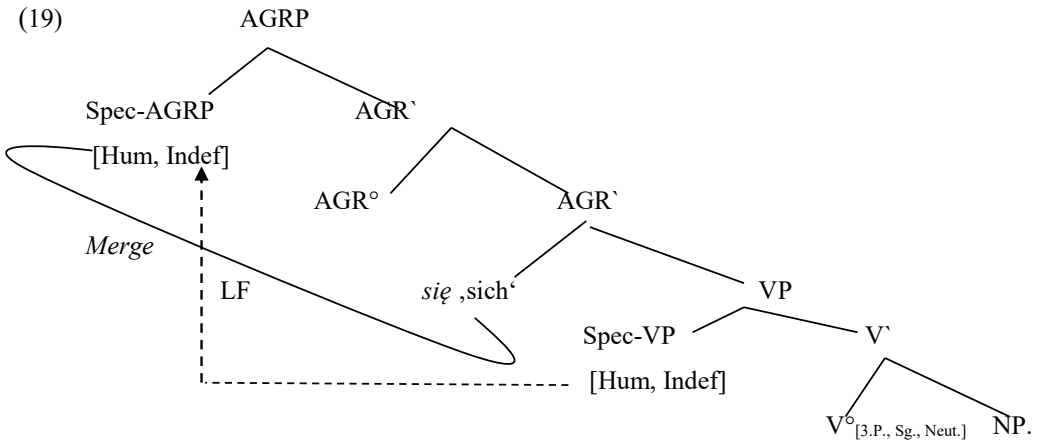 (19) AGRP
Spec-AGRP AGR`
[Hum, Indef]
AGR° AGR`
Merge
LF się ‚sich‘ VP
Spec-VP V`
[Hum, Indef]
V°[3.P., Sg., Neut.] NP.